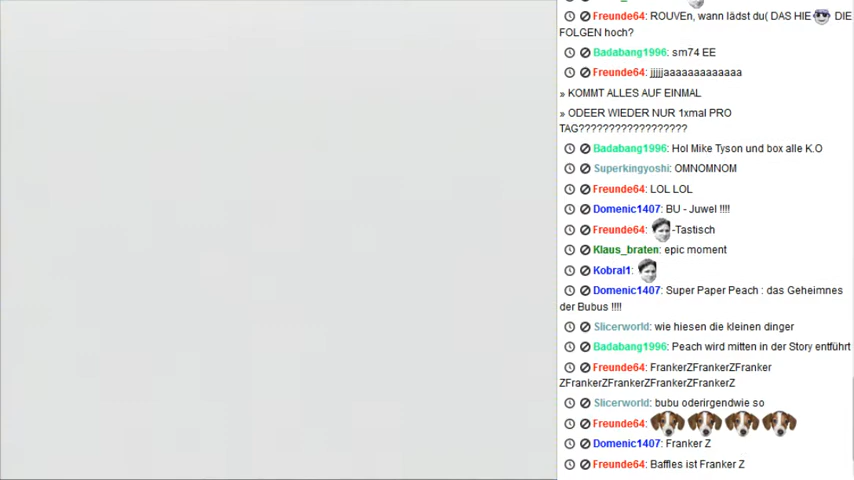 Freunde64: ROUVEn, wann lädst du( DAS HIE DIE
FOLGEN hoch?
Badabang1996: sm74 EE
Freunde64: jjjjjaaaaaaaaaaaaa
» KOMMT ALLES AUF EINMAL
» ODEER WIEDER NUR 1xmal PRO
TAG??????????????????
Badabang1996: Hol Mike Tyson und box alle K.O
Superkingyoshi: OMNOMNOM
Freunde64: LOL LOL
Domenic1407: BU - Juwel !!!!
Freunde64: -Tastisch
Klaus_braten: epic moment
Kobral1:
Domenic1407: Super Paper Peach : das Geheimnes
der Bubus !!!!
Slicerworld: wie hiesen die kleinen dinger
Badabang1996: Peach wird mitten in der Story entführt
Freunde64: FrankerZFrankerZFranker
ZFrankerZFrankerZFrankerZFrankerZ
Slicerworld: bubu oderirgendwie so
Freunde64:
Domenic1407: Franker Z
Freunde64: Baffles ist Franker Z